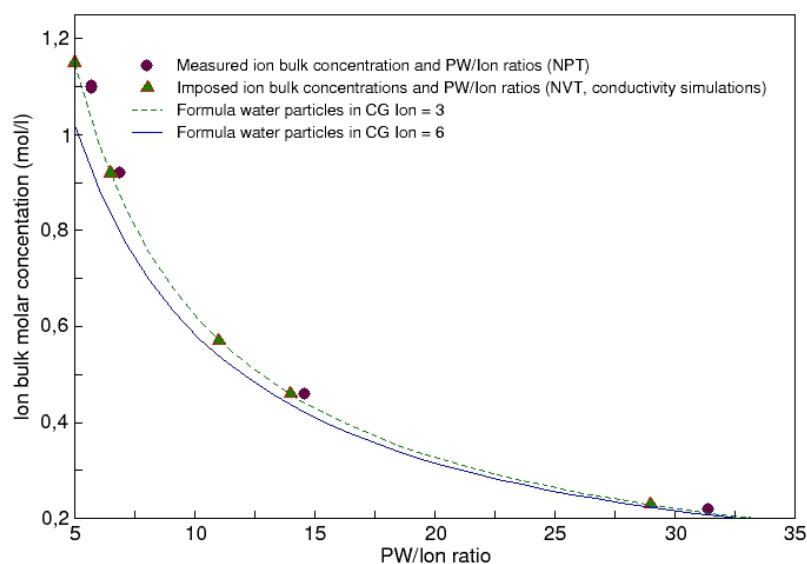 1,2
1
0,8
0,6
0,4
0,2
Ion bulk molar concentration (mol/l)
Measured ion bulk concentration and PW/Ion ratios (NPT)
Imposed ion bulk concentrations and PW/Ion ratios (NVT, conductivity simulations)
Formula water particles in CG Ion = 3
Formula water particles in CG Ion = 6
5 10 15 20 25 30 35
PW/Ion ratio